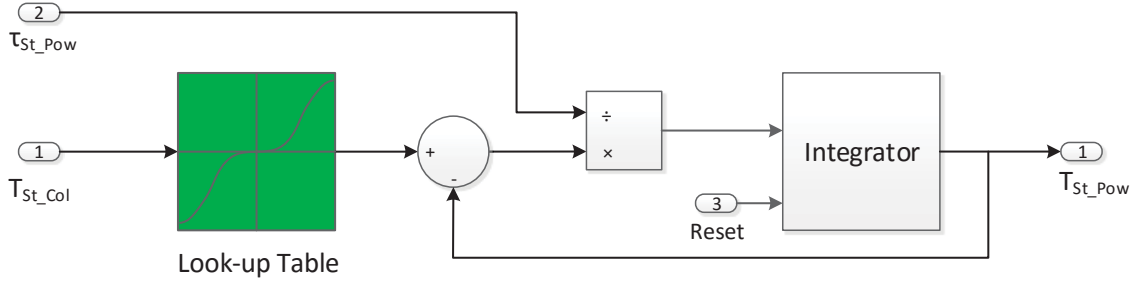 2
τSt_Pow
1
TSt_Col
Look-up Table
+
-
÷
×
3
Reset
Integrator
1
TSt_Pow